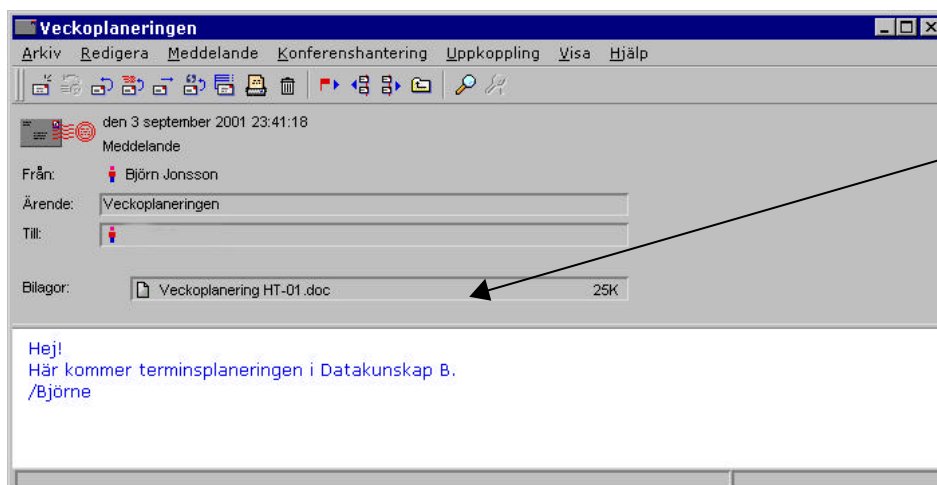 Veckoplaneringen
Arkiv Redigera Meddelande Konferenshantering Uppkoppling Visa Hjälp
den 3 september 2001 23:41:18
Meddelande
Från: Björn Jonsson
Ärende: Veckoplaneringen
Till:
Bilagor: Veckoplanering HT-01.doc 25K
Hej!
Här kommer terminsplaneringen i Datakunskap B.
/Björne